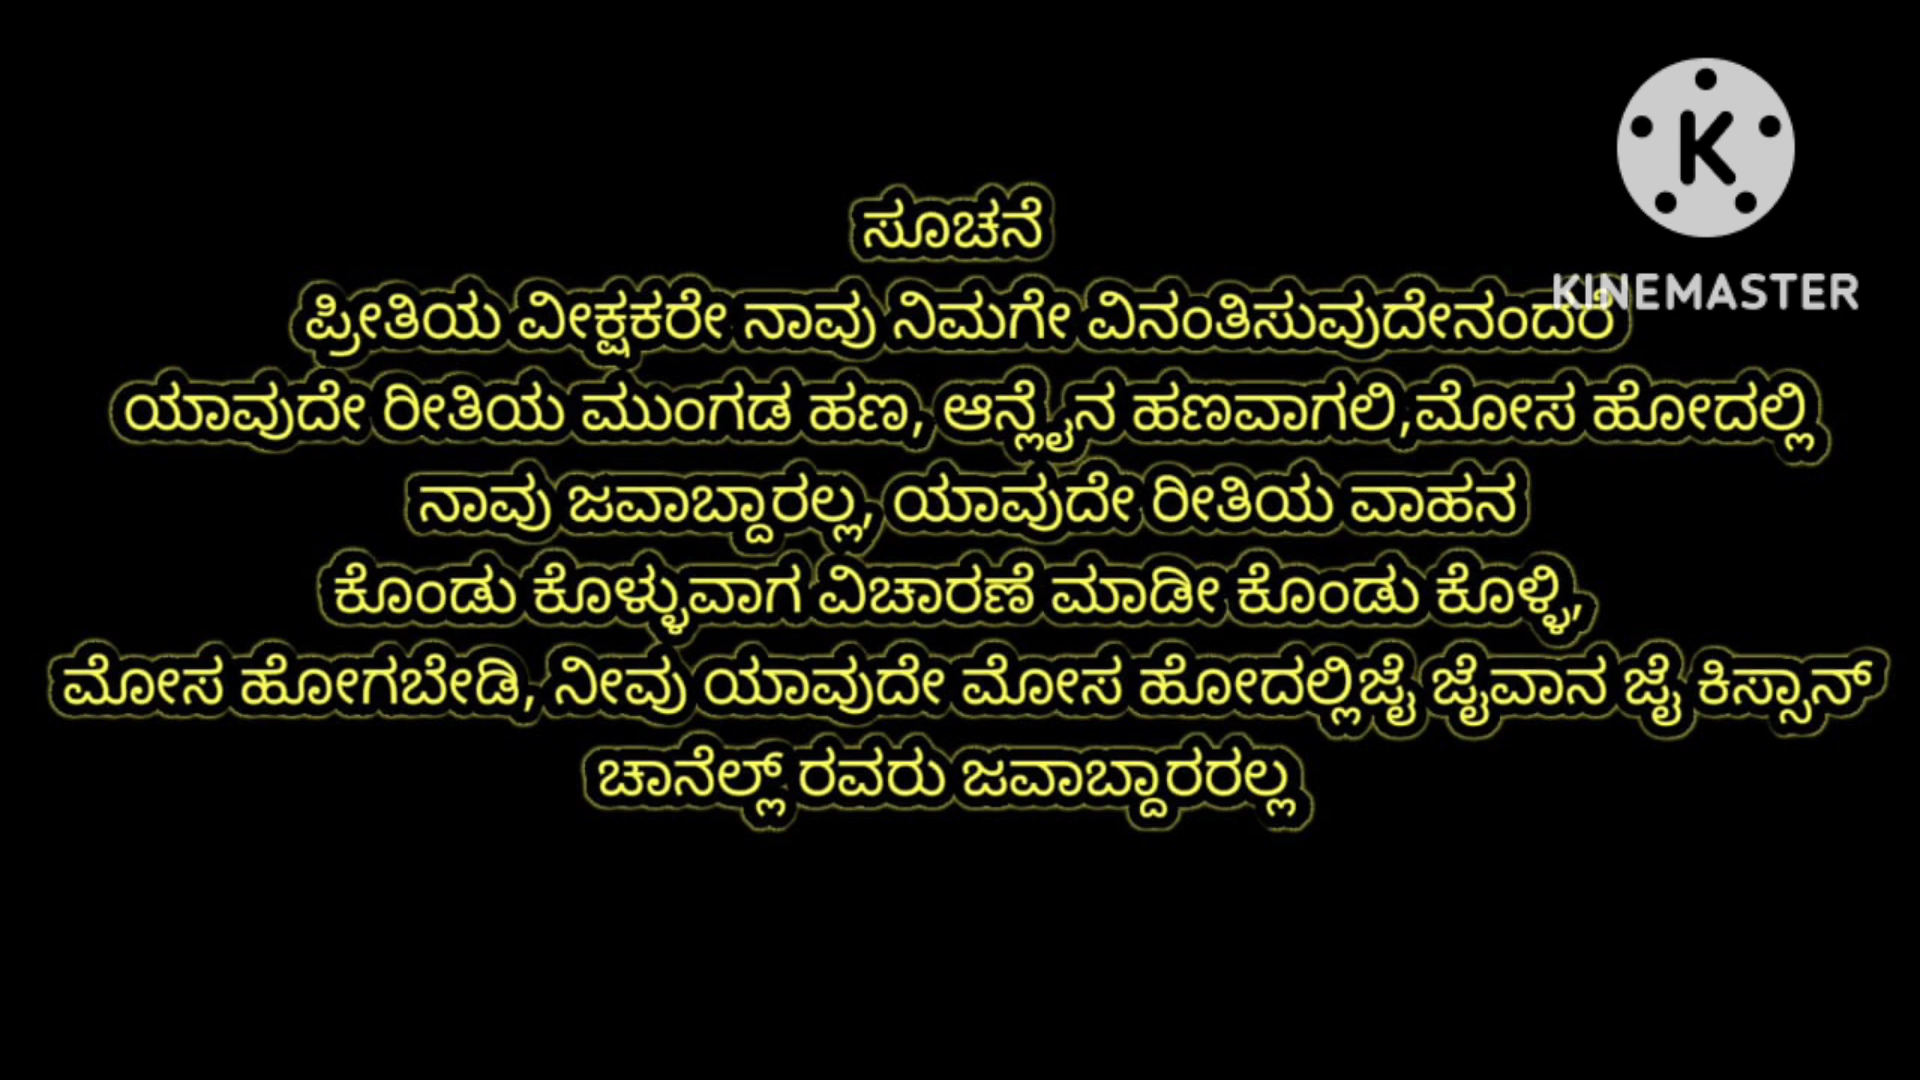 ಸೂಚನೆ
ಪ್ರೀತಿಯ ವೀಕ್ಷಕರೇ ನಾವು ನಿಮಗೇ ವಿನಂತಿಸುವುದೇನಂದರೆ
KINEMASTER
ಯಾವುದೇ ರೀತಿಯ ಮುಂಗಡ ಹಣ, ಆನ್ಲೈನ ಹಣವಾಗಲಿ,ಮೋಸ ಹೋದಲ್ಲಿ
ನಾವು ಜವಾಬ್ದಾರಲ್ಲ, ಯಾವುದೇ ರೀತಿಯ ವಾಹನ
ಕೊಂಡು ಕೊಳ್ಳುವಾಗ ವಿಚಾರಣೆ ಮಾಡೀ ಕೊಂಡು ಕೊಳ್ಳಿ,
ಮೋಸ ಹೋಗಬೇಡಿ, ನೀವು ಯಾವುದೇ ಮೋಸ ಹೋದಲ್ಲಿಜೈ ಜೈವಾನ ಜೈ ಕಿಸ್ಸಾನ್
ಚಾನೆಲ್ಲ್ ರವರು ಜವಾಬ್ದಾರರಲ್ಲ